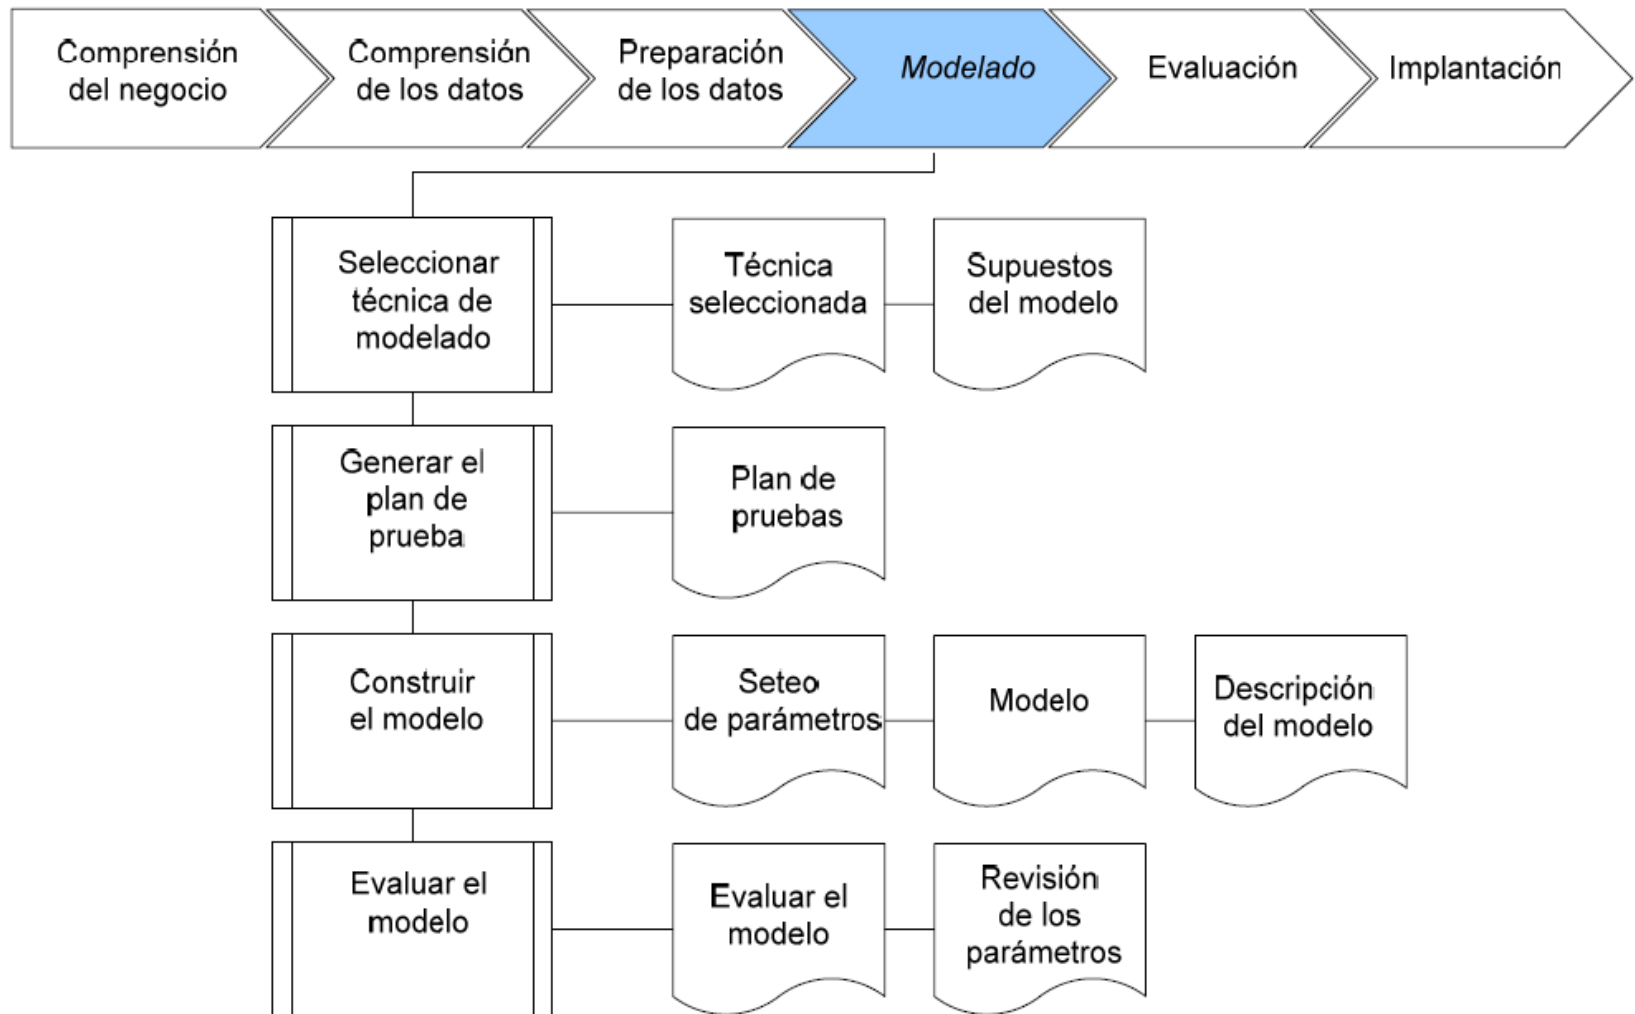 Comprensión
del negocio
Comprensión
de los datos
Preparación
de los datos
Modelado
Evaluación
Implantación
Seleccionar
técnica de
modelado
Técnica
seleccionada
Supuestos
del modelo
Generar el
plan de
prueba
Plan de
pruebas
Construir
el modelo
Seteo
de parámetros
Modelo
Descripción
del modelo
Evaluar el
modelo
Evaluar el
modelo
Revisión
de los
parámetros